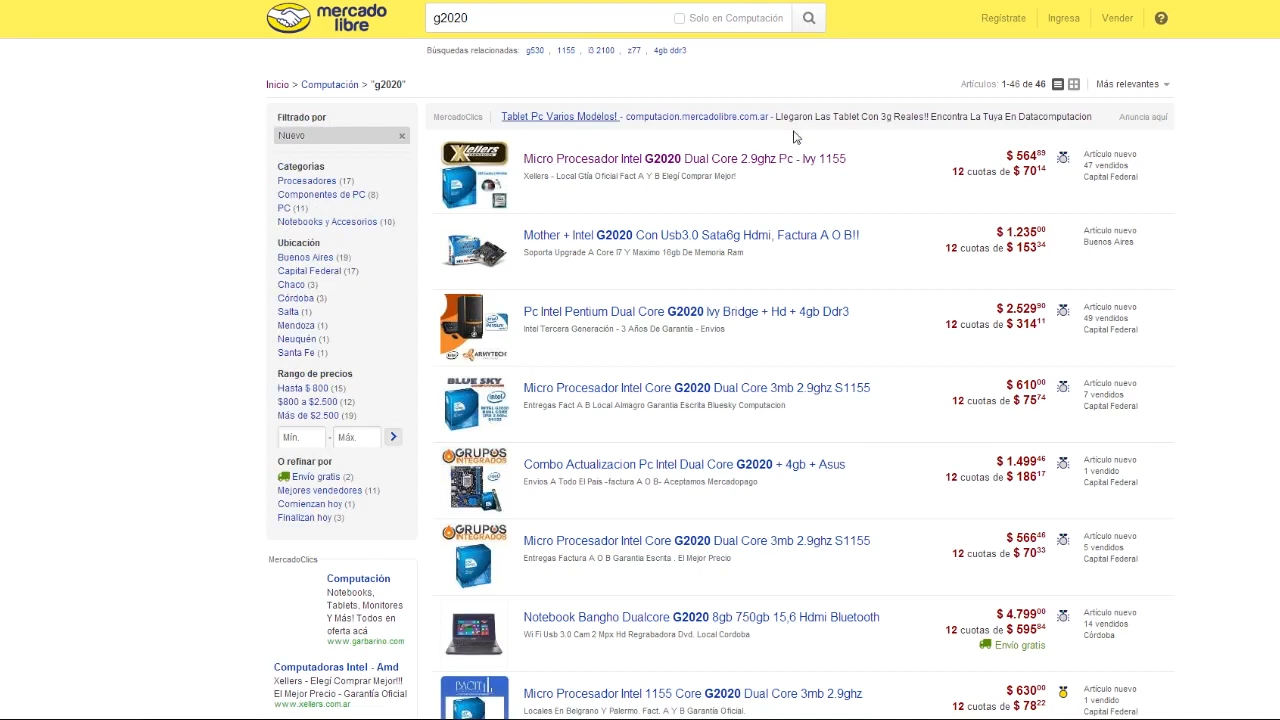 mercado
libre
g2020
Solo en Computación
Regístrate
Ingresa
Vender
?
Búsquedas relacionadas: g530 , 1155 , i3 2100 , z77 , 4gb ddr3
Inicio > Computación > "g2020"
Artículos: 1-46 de 46
Más relevantes
Filtrado por
Nuevo x
Categorías
Procesadores (17)
Componentes de PC (8)
PC (11)
Notebooks y Accesorios (10)
Ubicación
Buenos Aires (19)
Capital Federal (17)
Chaco (3)
Córdoba (3)
Salta (1)
Mendoza (1)
Neuquén (1)
Santa Fe (1)
Rango de precios
Hasta $ 800 (15)
$800 a $2.500 (12)
Más de $2.500 (19)
Mín. - Máx.
O refinar por
Envío gratis (2)
Mejores vendedores (11)
Comienzan hoy (1)
Finalizan hoy (3)
MercadoClics
Computación
Notebooks,
Tablets, Monitores
Y Más! Todos en
oferta acá
www.garbarino.com
Computadoras Intel - Amd
Xellers - Elegí Comprar Mejor!!!
El Mejor Precio - Garantía Oficial
www.xellers.com.ar
MercadoClics
Tablet Pc Varios Modelos! - computacion.mercadolibre.com.ar - Llegaron Las Tablet Con 3g Reales!! Encontra La Tuya En Datacomputacion
Anuncia aquí
Xellers
Micro Procesador Intel G2020 Dual Core 2.9ghz Pc - Ivy 1155
Xellers - Local Gtía Oficial Fact A Y B Elegí Comprar Mejor!
$ 564 89
12 cuotas de $ 70 14
Artículo nuevo
47 vendidos
Capital Federal
Mother + Intel G2020 Con Usb3.0 Sata6g Hdmi, Factura A O B!!
Soporta Upgrade A Core I7 Y Maximo 16gb De Memoria Ram
$ 1.235 00
12 cuotas de $ 153 34
Artículo nuevo
Buenos Aires
Pc Intel Pentium Dual Core G2020 Ivy Bridge + Hd + 4gb Ddr3
Intel Tercera Generación - 3 Años De Garantía - Envios
$ 2.529 90
12 cuotas de $ 314 11
Artículo nuevo
49 vendidos
Capital Federal
ARMYTECH
BLUE SKY
Micro Procesador Intel Core G2020 Dual Core 3mb 2.9ghz S1155
Entregas Fact A B Local Almagro Garantia Escrita Bluesky Computacion
$ 610 00
12 cuotas de $ 75 74
Artículo nuevo
7 vendidos
Capital Federal
GRUPOS
INTEGRADOS
Combo Actualizacion Pc Intel Dual Core G2020 + 4gb + Asus
Envios A Todo El Pais -factura A O B- Aceptamos Mercadopago
$ 1.499 46
12 cuotas de $ 186 17
Artículo nuevo
1 vendido
Capital Federal
GRUPOS
INTEGRADOS
Micro Procesador Intel Core G2020 Dual Core 3mb 2.9ghz S1155
Entregas Factura A O B Garantia Escrita . El Mejor Precio
$ 566 46
12 cuotas de $ 70 33
Artículo nuevo
5 vendidos
Capital Federal
Notebook Bangho Dualcore G2020 8gb 750gb 15,6 Hdmi Bluetooth
Wi Fi Usb 3.0 Cam 2 Mpx Hd Regrabadora Dvd. Local Cordoba
$ 4.799 00
12 cuotas de $ 595 84
Envío gratis
Artículo nuevo
14 vendidos
Córdoba
Micro Procesador Intel 1155 Core G2020 Dual Core 3mb 2.9ghz
Locales En Belgrano Y Palermo. Fact. A Y B Garantía Oficial.
$ 630 00
12 cuotas de $ 78 22
Artículo nuevo
1 vendido
Capital Federal